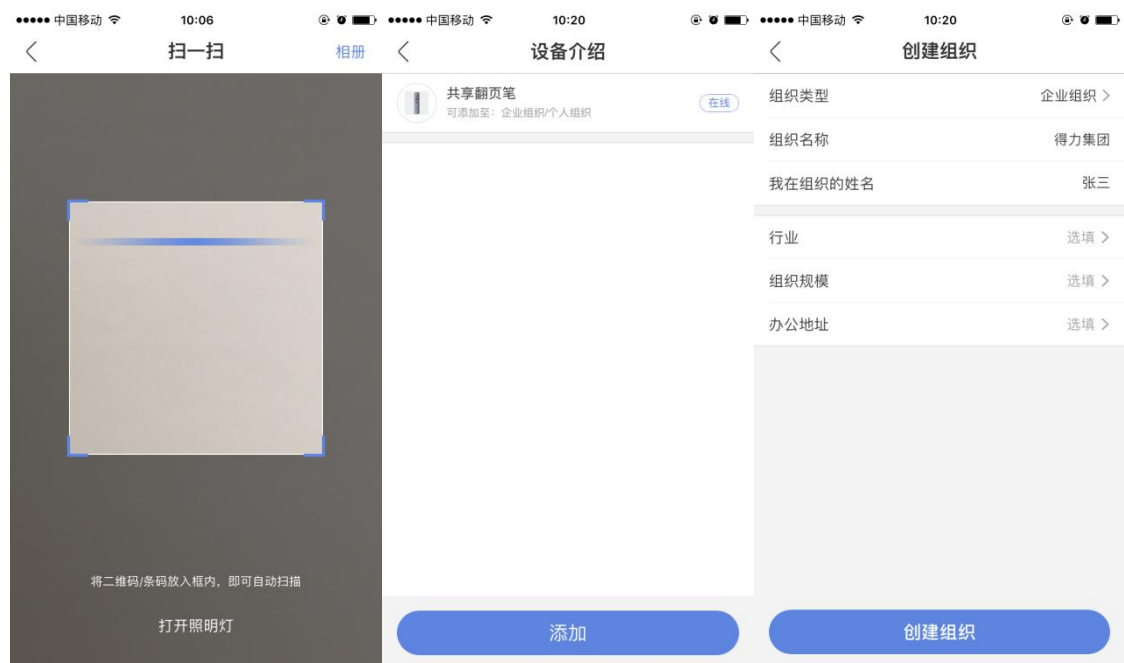 中国移动 10:06
扫一扫 相册
将二维码/条码放入框内，即可自动扫描
打开照明灯
中国移动 10:20
设备介绍
共享翻页笔
可添加至：企业组织/个人组织
在线
添加
中国移动 10:20
创建组织
组织类型 企业组织
组织名称 得力集团
我在组织的姓名 张三
行业 选填
组织规模 选填
办公地址 选填
创建组织